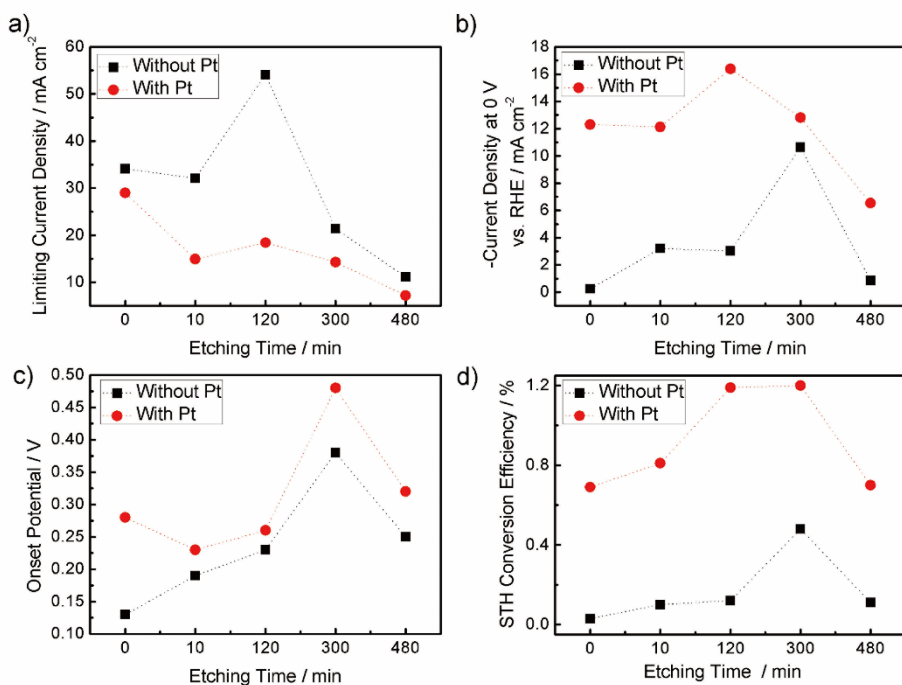 a)
Limiting Current Density / mA cm-2
60
50
40
30
20
10
Without Pt
With Pt
0 10 120 300 480
Etching Time / min
b)
-Current Density at 0 V
vs. RHE / mA cm-2
18
16
14
12
10
8
6
4
2
0
Without Pt
With Pt
0 10 120 300 480
Etching Time / min
c)
Onset Potential / V
0.50
0.45
0.40
0.35
0.30
0.25
0.20
0.15
0.10
Without Pt
With Pt
0 10 120 300 480
Etching Time / min
d)
STH Conversion Efficiency / %
1.2
0.8
0.4
0.0
Without Pt
With Pt
0 10 120 300 480
Etching Time / min